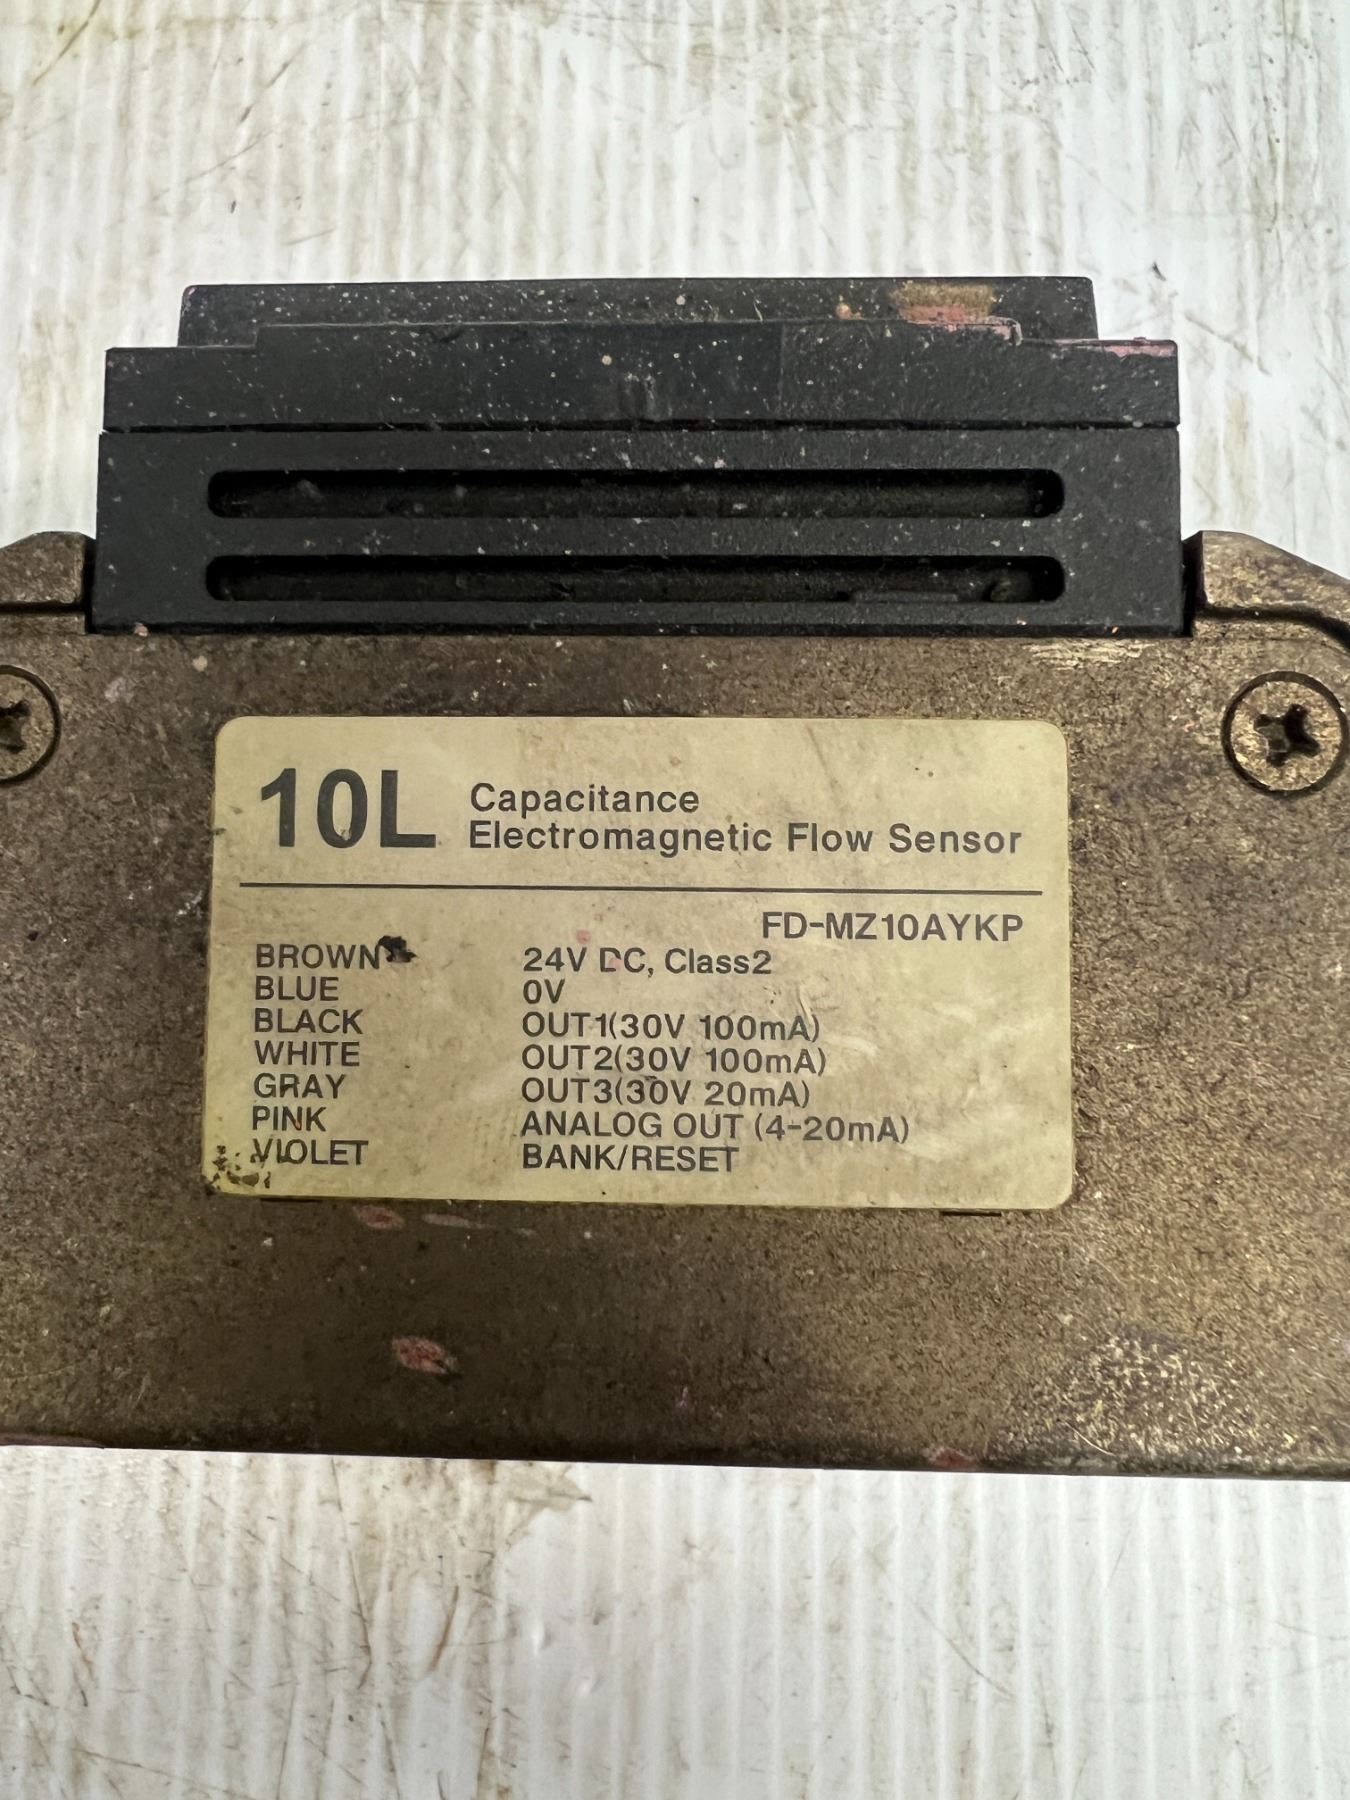 10L Capacitance
Electromagnetic Flow Sensor
FD-MZ10AYKP
BROWN 24V DC, Class2
BLUE 0V
BLACK OUT1(30V 100mA)
WHITE OUT2(30V 100mA)
GRAY OUT3(30V 20mA)
PINK ANALOG OUT (4-20mA)
VIOLET BANK/RESET